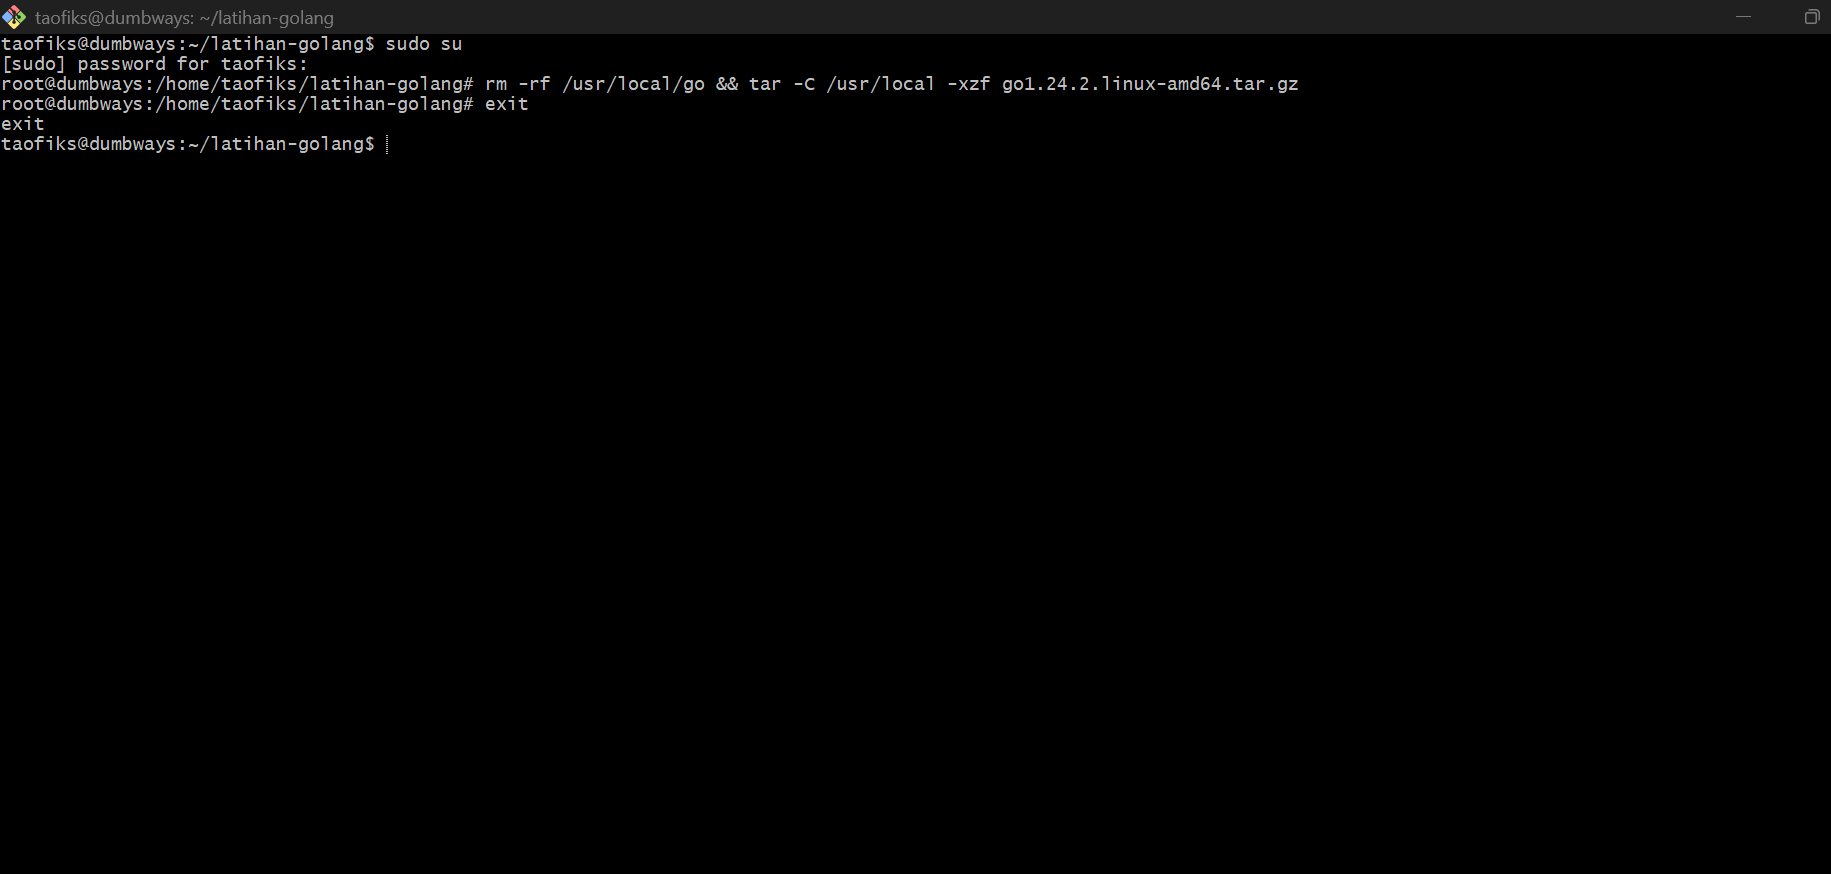 taofiks@dumbways: ~/latihan-golang
taofiks@dumbways:~/latihan-golang$ sudo su
[sudo] password for taofiks:
root@dumbways:/home/taofiks/latihan-golang# rm -rf /usr/local/go && tar -C /usr/local -xzf go1.24.2.linux-amd64.tar.gz
root@dumbways:/home/taofiks/latihan-golang# exit
exit
taofiks@dumbways:~/latihan-golang$